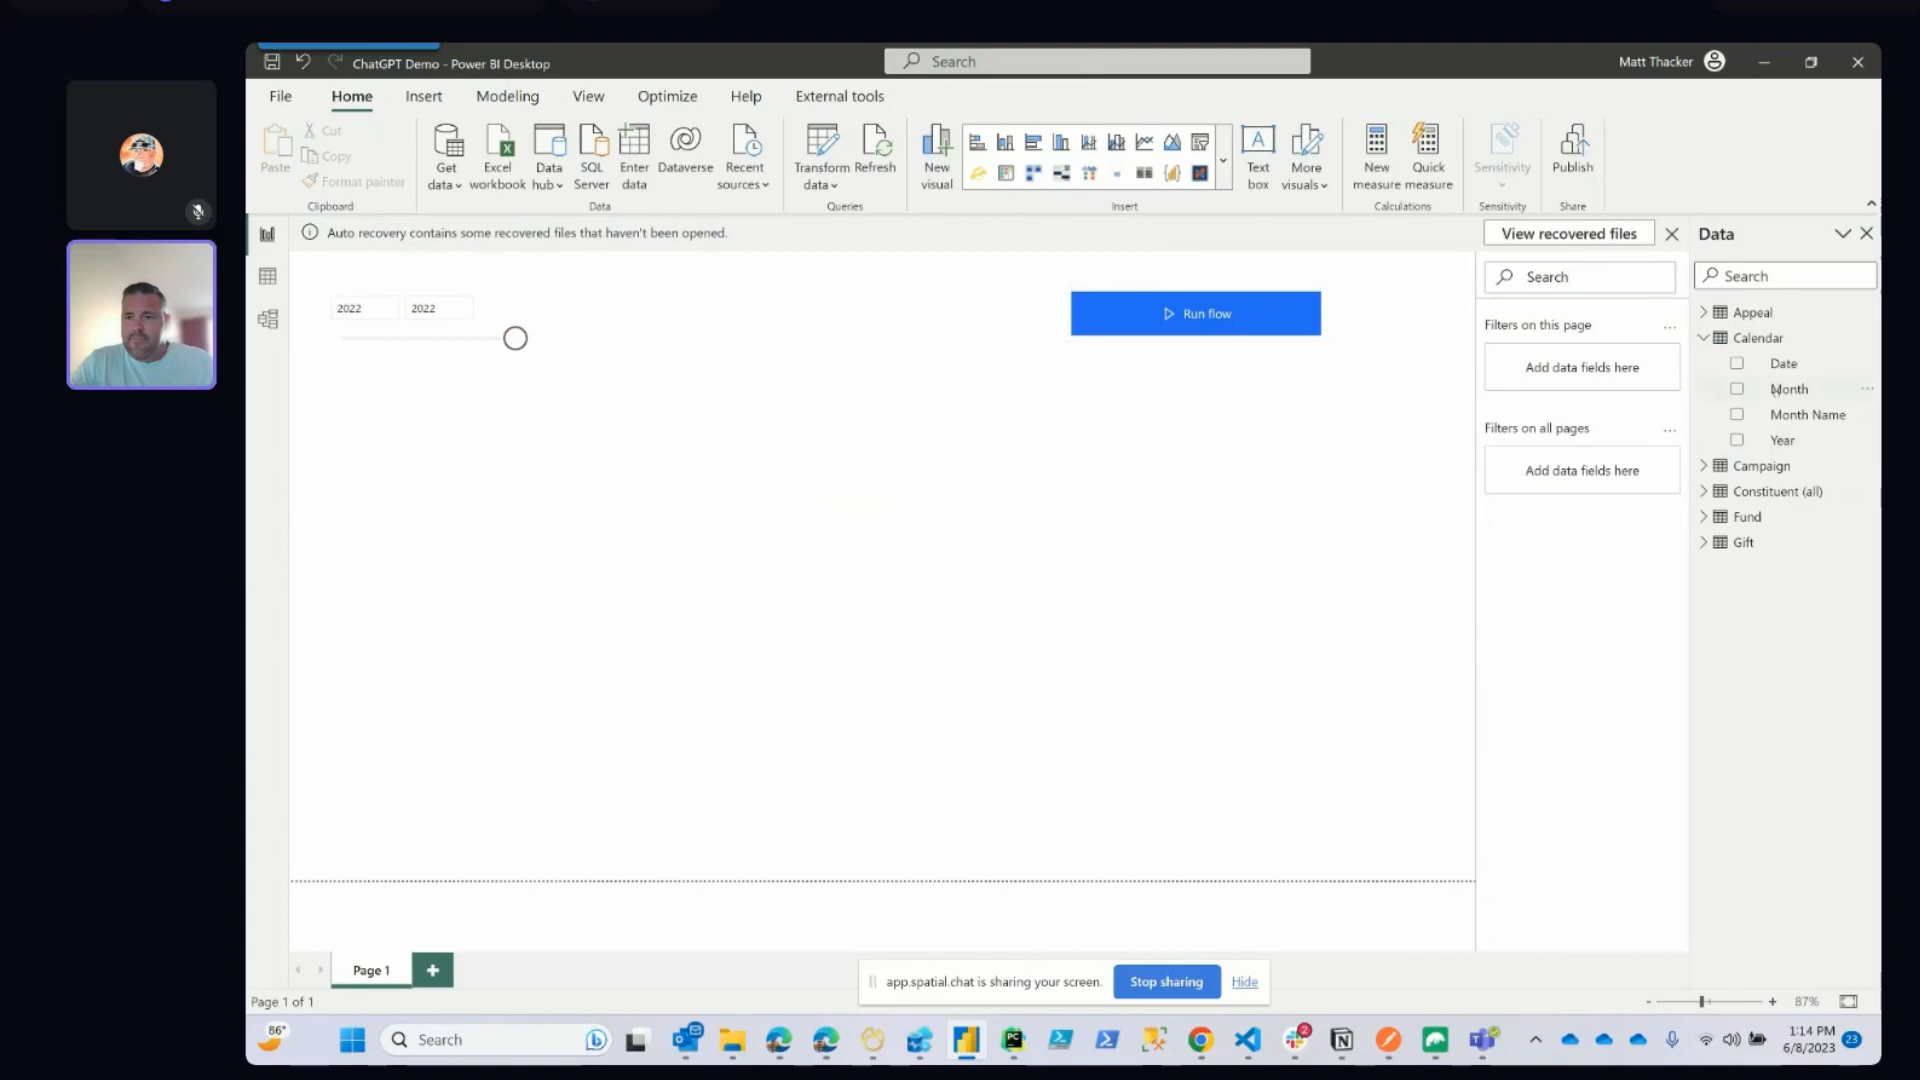 ChatGPT Demo - Power BI Desktop
Search
Matt Thacker
File Home Insert Modeling View Optimize Help External tools
Paste
Cut
Copy
Format painter
Clipboard
Get data
Excel workbook
Data hub
SQL Server
Enter data
Dataverse
Recent sources
Data
Transform data
Refresh
Queries
New visual
Text box
More visuals
Insert
New measure
Quick measure
Calculations
Sensitivity
Sensitivity
Publish
Share
Auto recovery contains some recovered files that haven't been opened.
View recovered files
2022 2022
Run flow
Search
Filters on this page
...
Add data fields here
Filters on all pages
...
Add data fields here
Data
Search
Appeal
Calendar
Date
Month
Month Name
Year
Campaign
Constituent (all)
Fund
Gift
Page 1
+
app.spatial.chat is sharing your screen.
Stop sharing
Hide
Page 1 of 1
- + 87%
86°
Search
PC
2
N
1:14 PM
6/8/2023
23